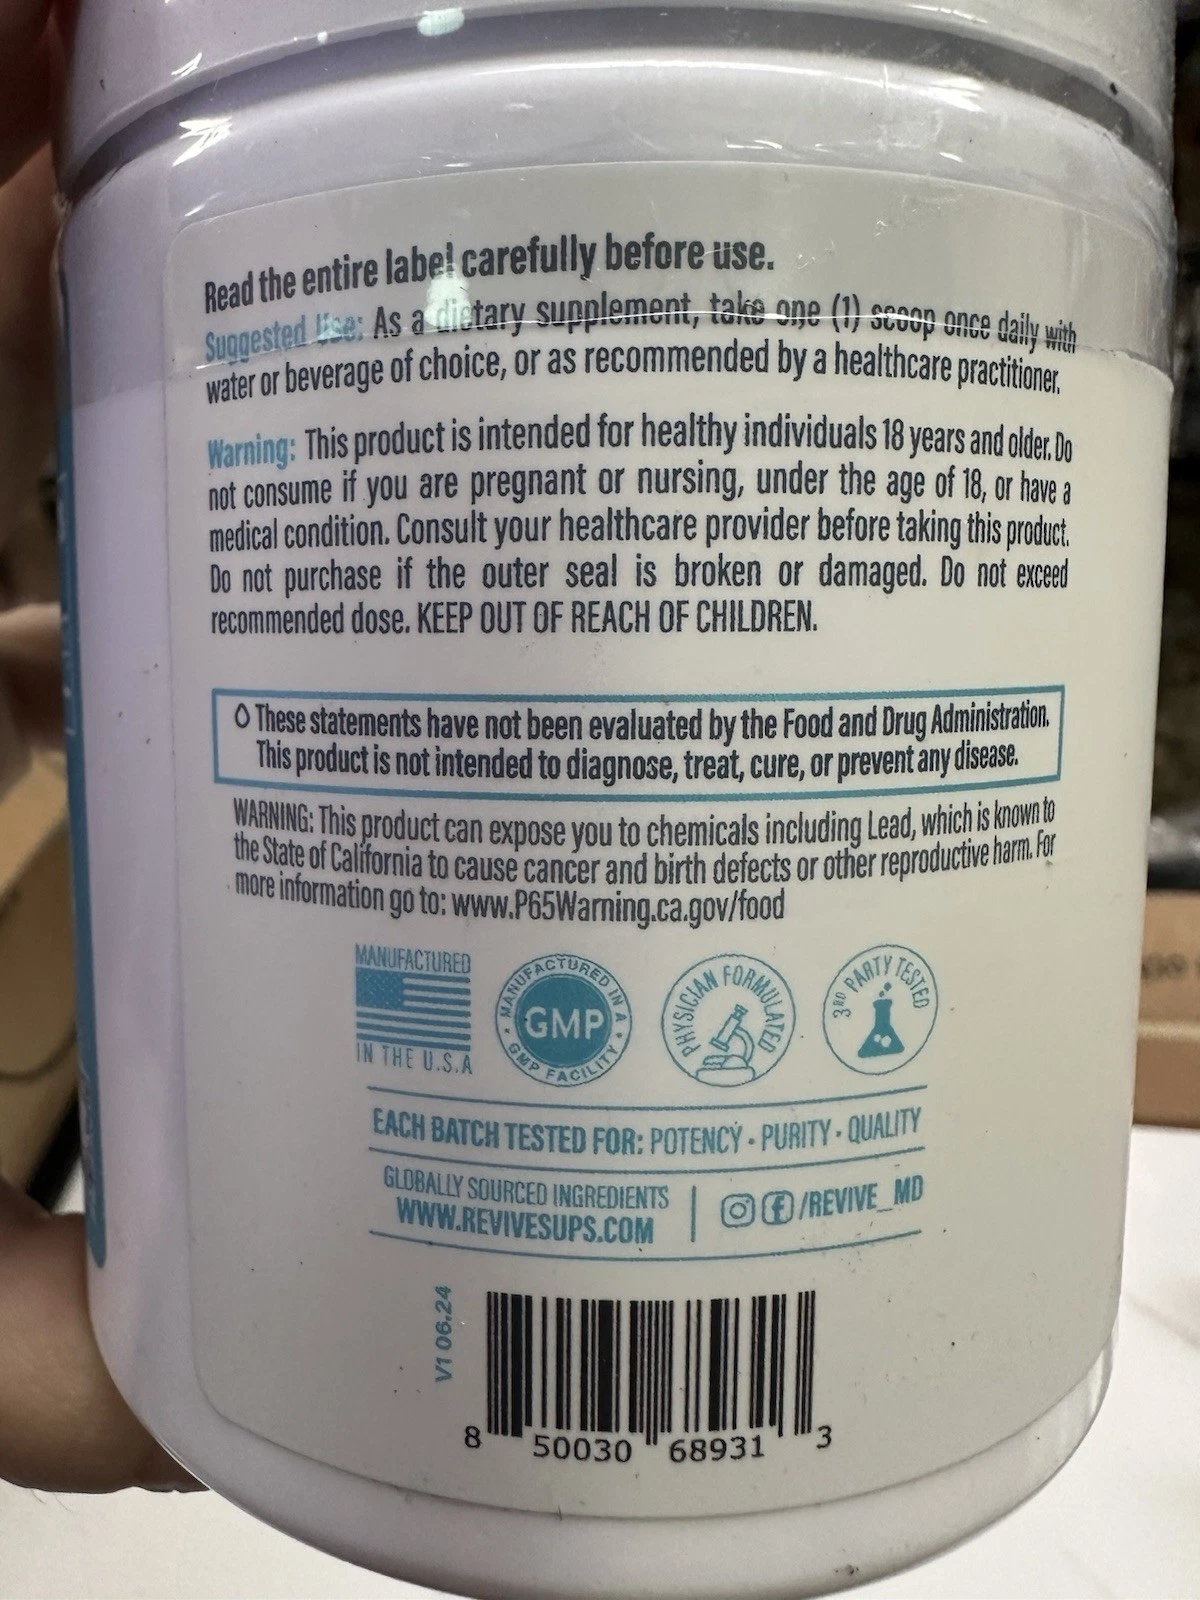 Read the entire label carefully before use.
Suggested Use: As a dietary supplement, take one (1) scoop once daily with
water or beverage of choice, or as recommended by a healthcare practitioner.
Warning: This product is intended for healthy individuals 18 years and older. Do
not consume if you are pregnant or nursing, under the age of 18, or have a
medical condition. Consult your healthcare provider before taking this product.
Do not purchase if the outer seal is broken or damaged. Do not exceed
recommended dose. KEEP OUT OF REACH OF CHILDREN.
◊ These statements have not been evaluated by the Food and Drug Administration.
This product is not intended to diagnose, treat, cure, or prevent any disease.
WARNING: This product can expose you to chemicals including Lead, which is known to
the State of California to cause cancer and birth defects or other reproductive harm. For
more information go to: www.P65Warning.ca.gov/food
MANUFACTURED
IN THE U.S.A
MANUFACTURED IN A
GMP
GMP FACILITY
PHYSICIAN FORMULATED
3RD PARTY TESTED
EACH BATCH TESTED FOR: POTENCY • PURITY • QUALITY
GLOBALLY SOURCED INGREDIENTS
WWW.REVIVESUPS.COM
/REVIVE_MD
V1 06.24
8 50030 68931 3